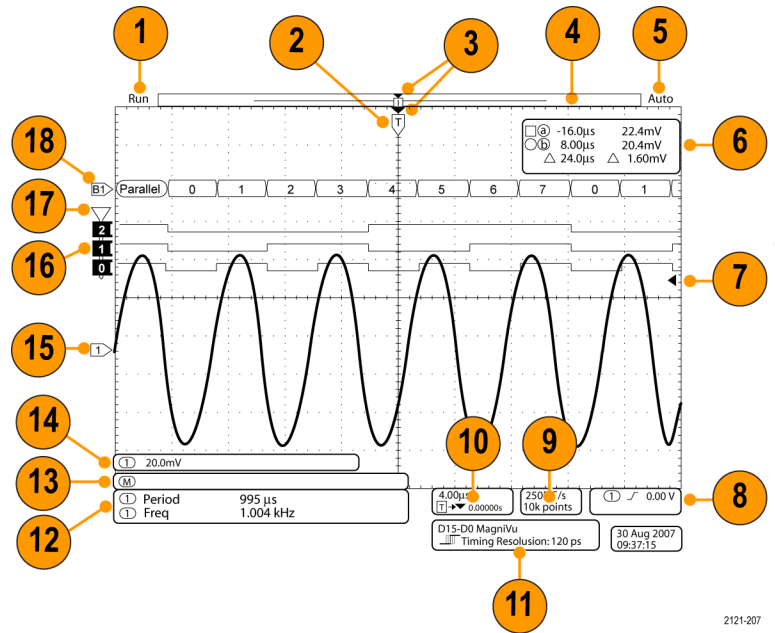 1
2
3
4
5
Run
T
Auto
ⓐ -16.0µs 22.4mV
ⓑ 8.00µs 20.4mV
△ 24.0µs △ 1.60mV
6
18
B1
Parallel 0 1 2 3 4 5 6 7 0 1
17
2
16
1
0
7
15
1
14
① 20.0mV
13
Ⓜ
10
9
① Period 995 µs
① Freq 1.004 kHz
12
4.00µs
T →▼ 0.00000s
10k points
① 0.00 V
8
D15-D0 MagniVu
Timing Resolution: 120 ps
30 Aug 2007
09:37:15
11
2121-207